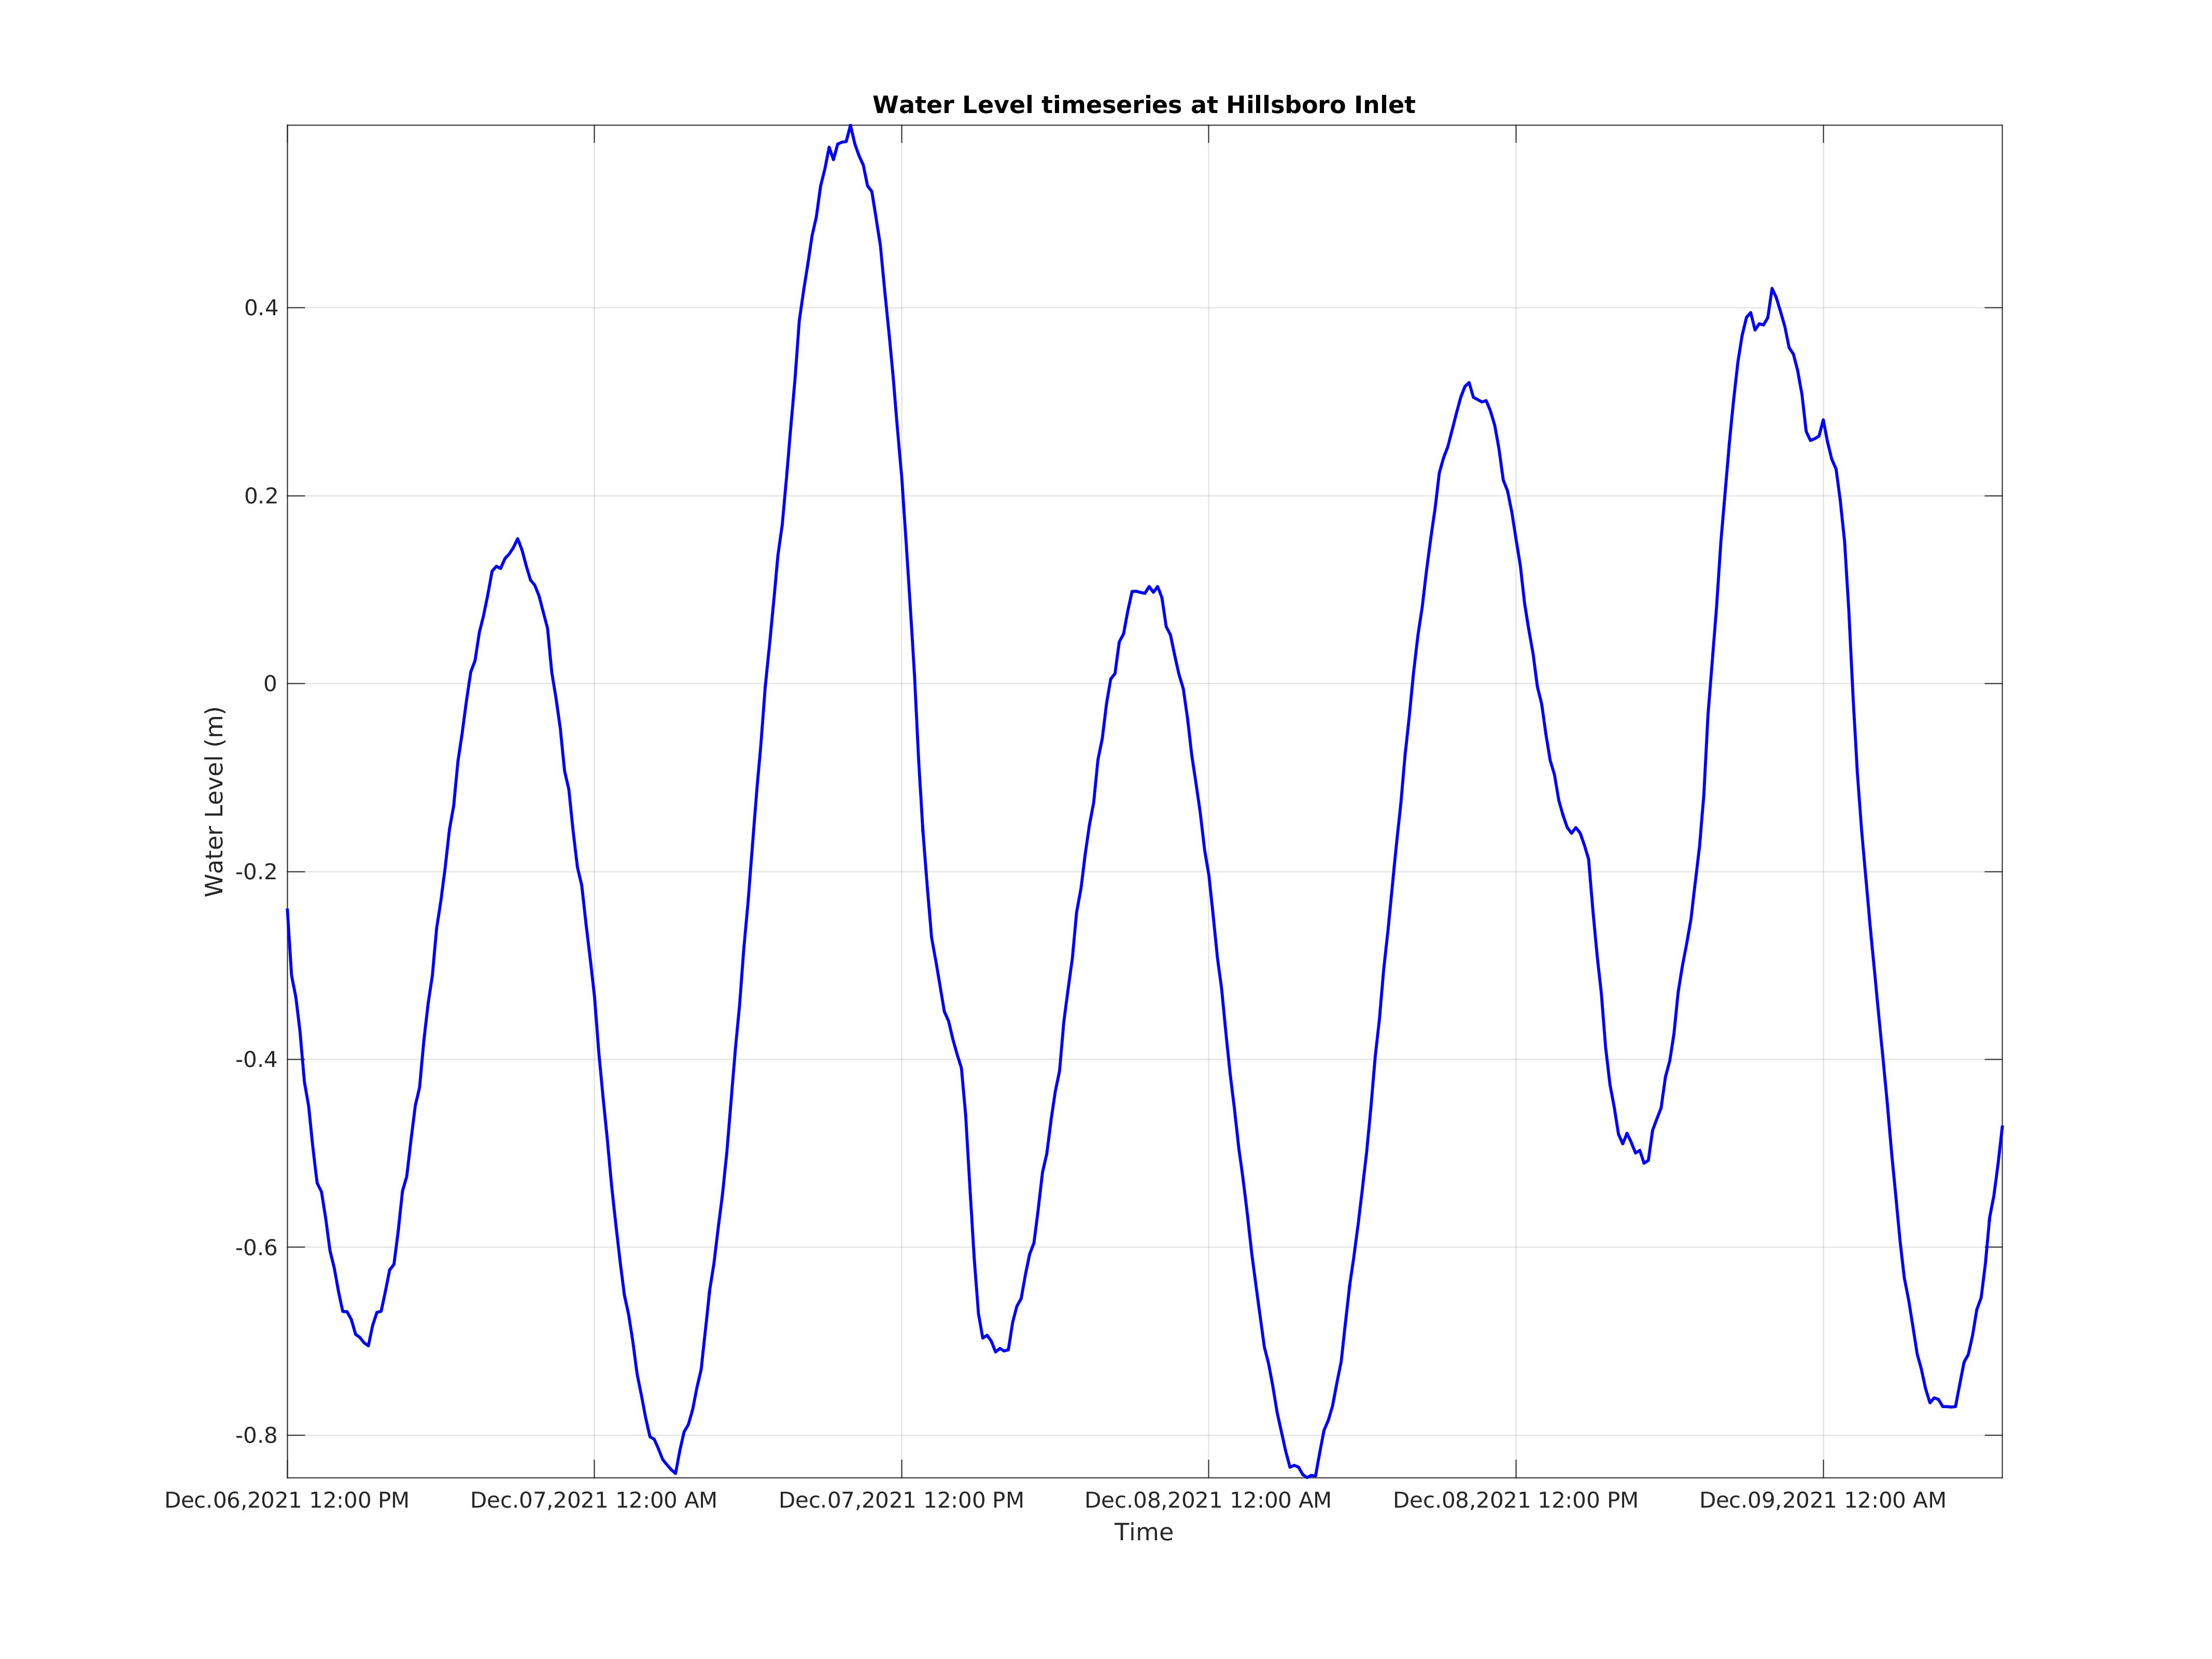 Water Level timeseries at Hillsboro Inlet
0.4
0.2
0
-0.2
-0.4
-0.6
-0.8
Water Level (m)
Dec.06,2021 12:00 PM
Dec.07,2021 12:00 AM
Dec.07,2021 12:00 PM
Dec.08,2021 12:00 AM
Dec.08,2021 12:00 PM
Dec.09,2021 12:00 AM
Time